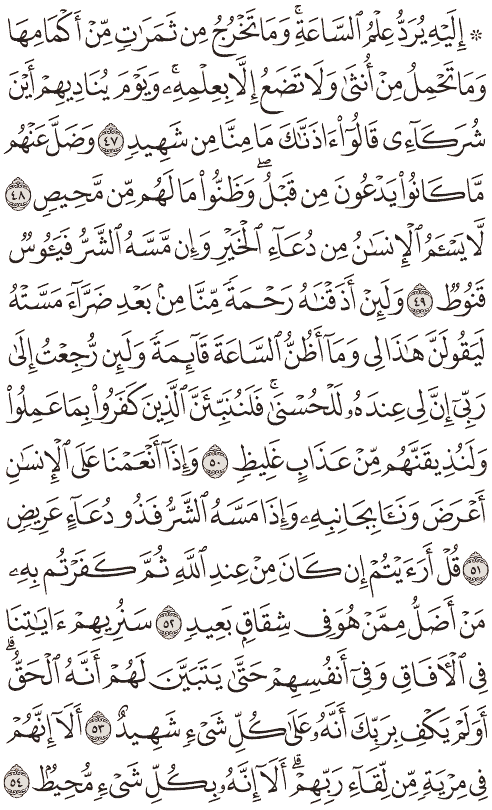 ۞ إِلَيْهِ يُرَدُّ عِلْمُ ٱلسَّاعَةِۚ وَمَا تَخْرُجُ مِن ثَمَرَٰتٍ مِّنْ أَكْمَامِهَا
وَمَا تَحْمِلُ مِنْ أُنثَىٰ وَلَا تَضَعُ إِلَّا بِعِلْمِهِۦۚ وَيَوْمَ يُنَادِيهِمْ أَيْنَ
شُرَكَآءِى قَالُوٓا۟ ءَاذَنَّٰكَ مَا مِنَّا مِن شَهِيدٍ ٤٧ وَضَلَّ عَنْهُم
مَّا كَانُوا۟ يَدْعُونَ مِن قَبْلُۖ وَظَنُّوا۟ مَا لَهُم مِّن مَّحِيصٍ ٤٨
لَّا يَسْـَٔمُ ٱلْإِنسَٰنُ مِن دُعَآءِ ٱلْخَيْرِ وَإِن مَّسَّهُ ٱلشَّرُّ فَيَـُٔوسٌ
قَنُوطٌ ٤٩ وَلَئِنْ أَذَقْنَٰهُ رَحْمَةً مِّنَّا مِنۢ بَعْدِ ضَرَّآءَ مَسَّتْهُ
لَيَقُولَنَّ هَٰذَا لِى وَمَآ أَظُنُّ ٱلسَّاعَةَ قَآئِمَةً وَلَئِن رُّجِعْتُ إِلَىٰ
رَبِّىٓ إِنَّ لِى عِندَهُۥ لَلْحُسْنَىٰۚ فَلَنُنَبِّئَنَّ ٱلَّذِينَ كَفَرُوا۟ بِمَا عَمِلُوا۟
وَلَنُذِيقَنَّهُم مِّنْ عَذَابٍ غَلِيظٍ ٥٠ وَإِذَآ أَنْعَمْنَا عَلَى ٱلْإِنسَٰنِ
أَعْرَضَ وَنَـَٔا بِجَانِبِهِۦ وَإِذَا مَسَّهُ ٱلشَّرُّ فَذُو دُعَآءٍ عَرِيضٍ
٥١ قُلْ أَرَءَيْتُمْ إِن كَانَ مِنْ عِندِ ٱللَّهِ ثُمَّ كَفَرْتُم بِهِۦ
مَنْ أَضَلُّ مِمَّنْ هُوَ فِى شِقَاقٍۭ بَعِيدٍ ٥٢ سَنُرِيهِمْ ءَايَٰتِنَا
فِى ٱلْـَٔافَاقِ وَفِىٓ أَنفُسِهِمْ حَتَّىٰ يَتَبَيَّنَ لَهُمْ أَنَّهُ ٱلْحَقُّۗ
أَوَلَمْ يَكْفِ بِرَبِّكَ أَنَّهُۥ عَلَىٰ كُلِّ شَىْءٍ شَهِيدٌ ٥٣ أَلَآ إِنَّهُمْ
فِى مِرْيَةٍ مِّن لِّقَآءِ رَبِّهِمْۗ أَلَآ إِنَّهُۥ بِكُلِّ شَىْءٍ مُّحِيطٌۢ ٥٤